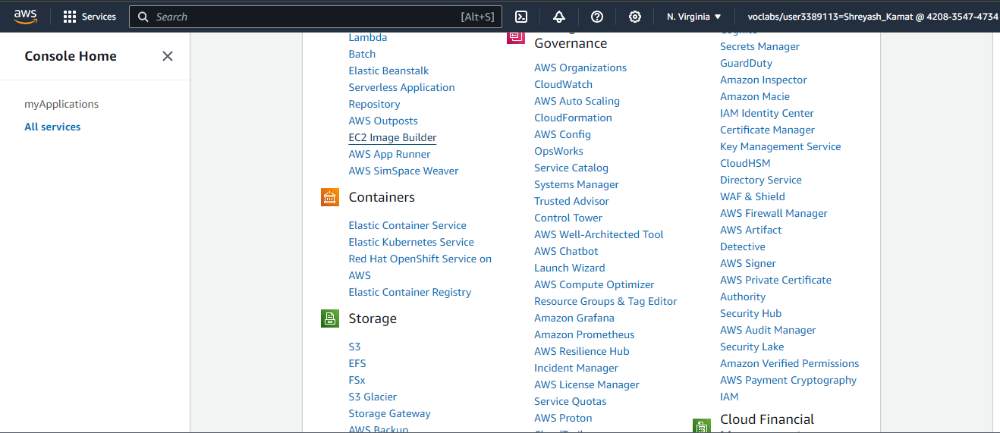 aws
Services
Search
[Alt+S]
N. Virginia
voclabs/user3389113=Shreyash_Kamat @ 4208-3547-4734
Console Home
myApplications
All services
Lambda
Batch
Elastic Beanstalk
Serverless Application
Repository
AWS Outposts
EC2 Image Builder
AWS App Runner
AWS SimSpace Weaver
Containers
Elastic Container Service
Elastic Kubernetes Service
Red Hat OpenShift Service on
AWS
Elastic Container Registry
Storage
S3
EFS
FSx
S3 Glacier
Storage Gateway
AWS Backup
Governance
AWS Organizations
CloudWatch
AWS Auto Scaling
CloudFormation
AWS Config
OpsWorks
Service Catalog
Systems Manager
Trusted Advisor
Control Tower
AWS Well-Architected Tool
AWS Chatbot
Launch Wizard
AWS Compute Optimizer
Resource Groups & Tag Editor
Amazon Grafana
Amazon Prometheus
AWS Resilience Hub
Incident Manager
AWS License Manager
Service Quotas
AWS Proton
CloudTrail
Cognito
Secrets Manager
GuardDuty
Amazon Inspector
Amazon Macie
IAM Identity Center
Certificate Manager
Key Management Service
CloudHSM
Directory Service
WAF & Shield
AWS Firewall Manager
AWS Artifact
Detective
AWS Signer
AWS Private Certificate
Authority
Security Hub
AWS Audit Manager
Security Lake
Amazon Verified Permissions
AWS Payment Cryptography
IAM
Cloud Financial